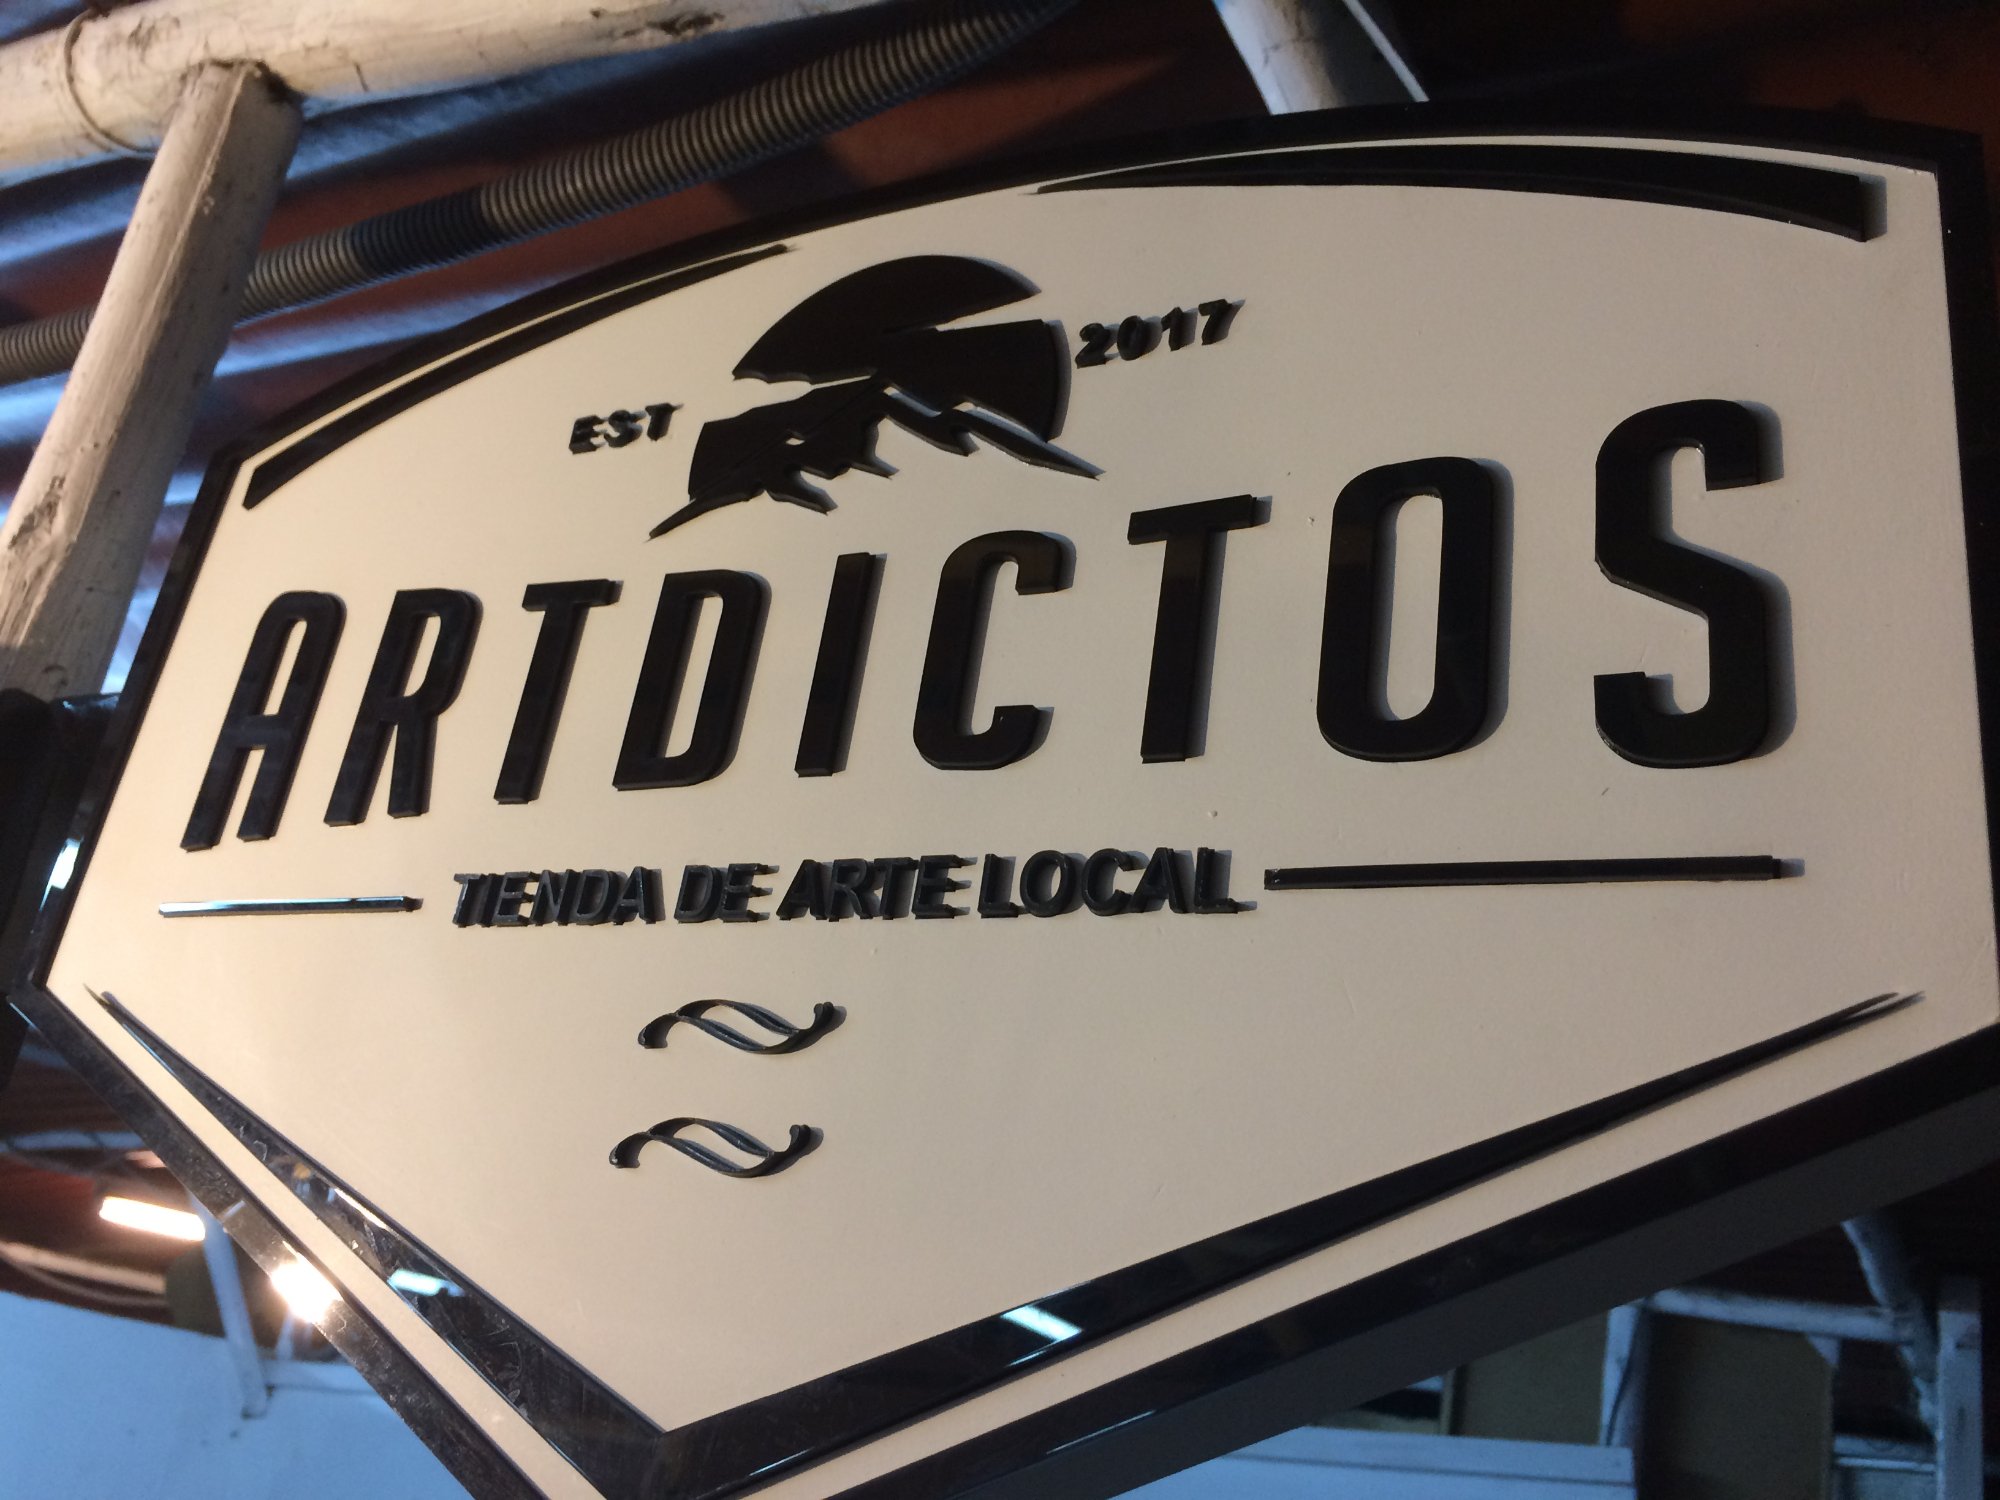 EST 2017
ARTDICTOS
TIENDA DE ARTE LOCAL